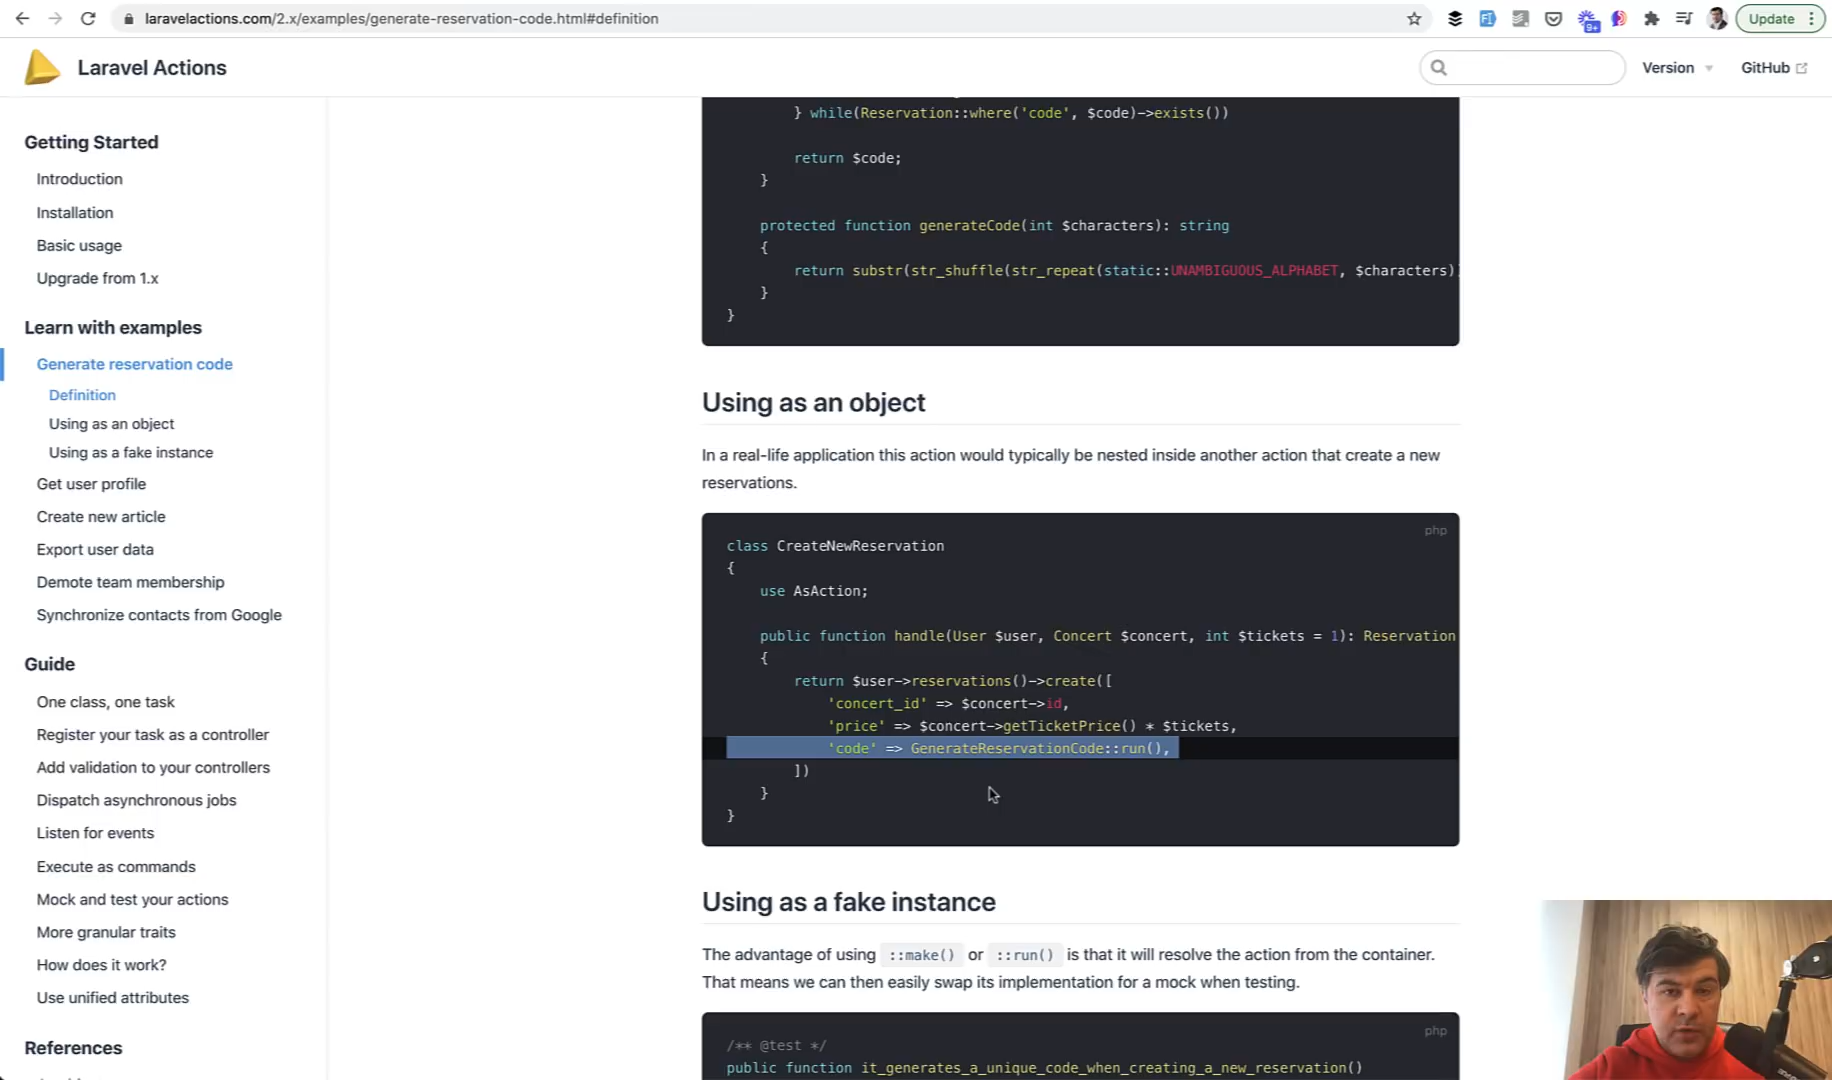 laravelactions.com/2.x/examples/generate-reservation-code.html#definition
9+
Update
Laravel Actions
Version
GitHub
Getting Started
Introduction
Installation
Basic usage
Upgrade from 1.x
Learn with examples
Generate reservation code
Definition
Using as an object
Using as a fake instance
Get user profile
Create new article
Export user data
Demote team membership
Synchronize contacts from Google
Guide
One class, one task
Register your task as a controller
Add validation to your controllers
Dispatch asynchronous jobs
Listen for events
Execute as commands
Mock and test your actions
More granular traits
How does it work?
Use unified attributes
References
} while(Reservation::where('code', $code)->exists())
return $code;
}
protected function generateCode(int $characters): string
{
return substr(str_shuffle(str_repeat(static::UNAMBIGUOUS_ALPHABET, $characters)
}
}
Using as an object
In a real-life application this action would typically be nested inside another action that create a new
reservations.
php
class CreateNewReservation
{
use AsAction;
public function handle(User $user, Concert $concert, int $tickets = 1): Reservation
{
return $user->reservations()->create([
'concert_id' => $concert->id,
'price' => $concert->getTicketPrice() * $tickets,
'code' => GenerateReservationCode::run(),
])
}
}
Using as a fake instance
The advantage of using ::make() or ::run() is that it will resolve the action from the container.
That means we can then easily swap its implementation for a mock when testing.
php
/** @test */
public function it_generates_a_unique_code_when_creating_a_new_reservation()